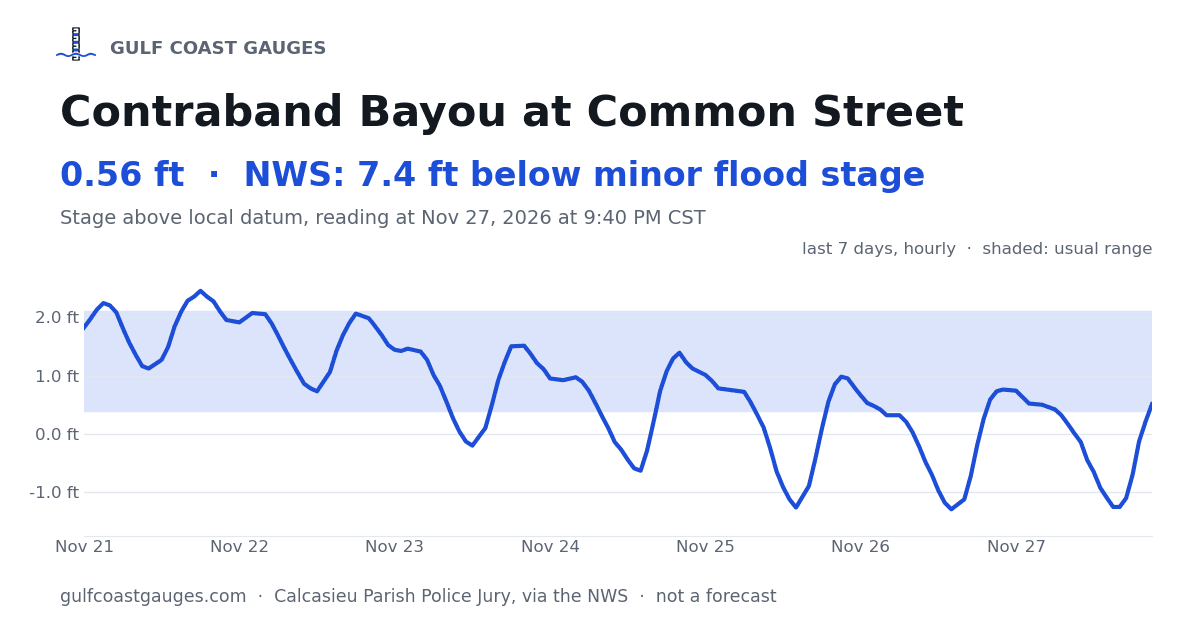 GULF COAST GAUGES
Contraband Bayou at Common Street
0.56 ft · NWS: 7.4 ft below minor flood stage
Stage above local datum, reading at Nov 27, 2026 at 9:40 PM CST
last 7 days, hourly · shaded: usual range
2.0 ft
1.0 ft
0.0 ft
-1.0 ft
Nov 21 Nov 22 Nov 23 Nov 24 Nov 25 Nov 26 Nov 27
gulfcoastgauges.com · Calcasieu Parish Police Jury, via the NWS · not a forecast